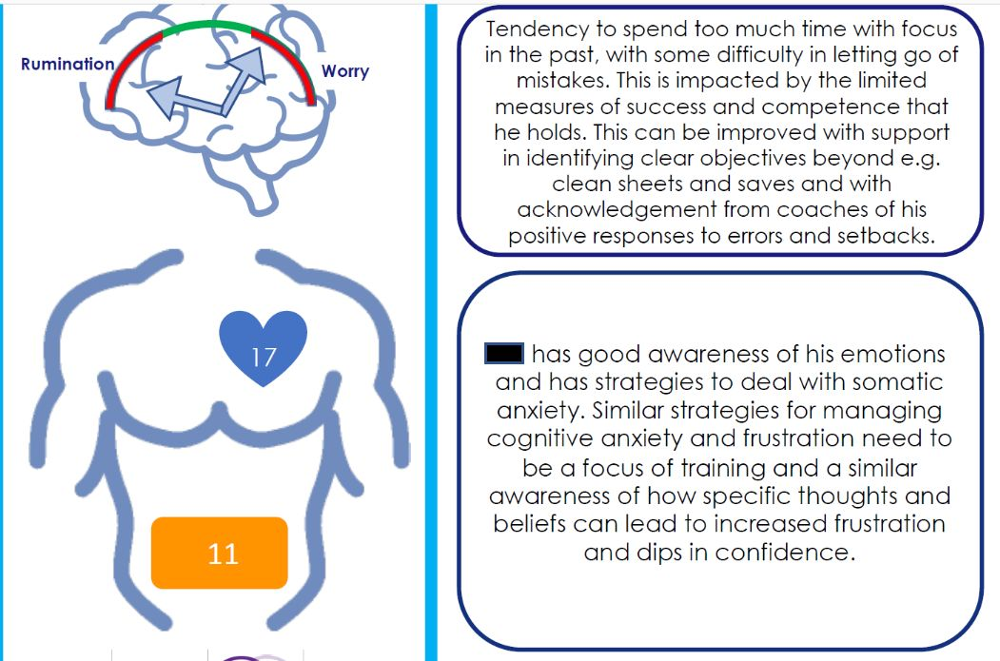 Rumination
Worry
17
11
Tendency to spend too much time with focus
in the past, with some difficulty in letting go of
mistakes. This is impacted by the limited
measures of success and competence that
he holds. This can be improved with support
in identifying clear objectives beyond e.g.
clean sheets and saves and with
acknowledgement from coaches of his
positive responses to errors and setbacks.
has good awareness of his emotions
and has strategies to deal with somatic
anxiety. Similar strategies for managing
cognitive anxiety and frustration need to
be a focus of training and a similar
awareness of how specific thoughts and
beliefs can lead to increased frustration
and dips in confidence.